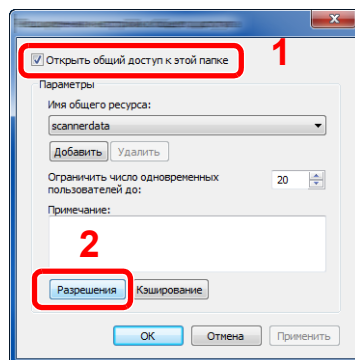 1
Открыть общий доступ к этой папке
Параметры
Имя общего ресурса:
scannerdata
Добавить Удалить
Ограничить число одновременных
пользователей до:
20
Примечание:
2
Разрешения Кэширование
OK Отмена Применить